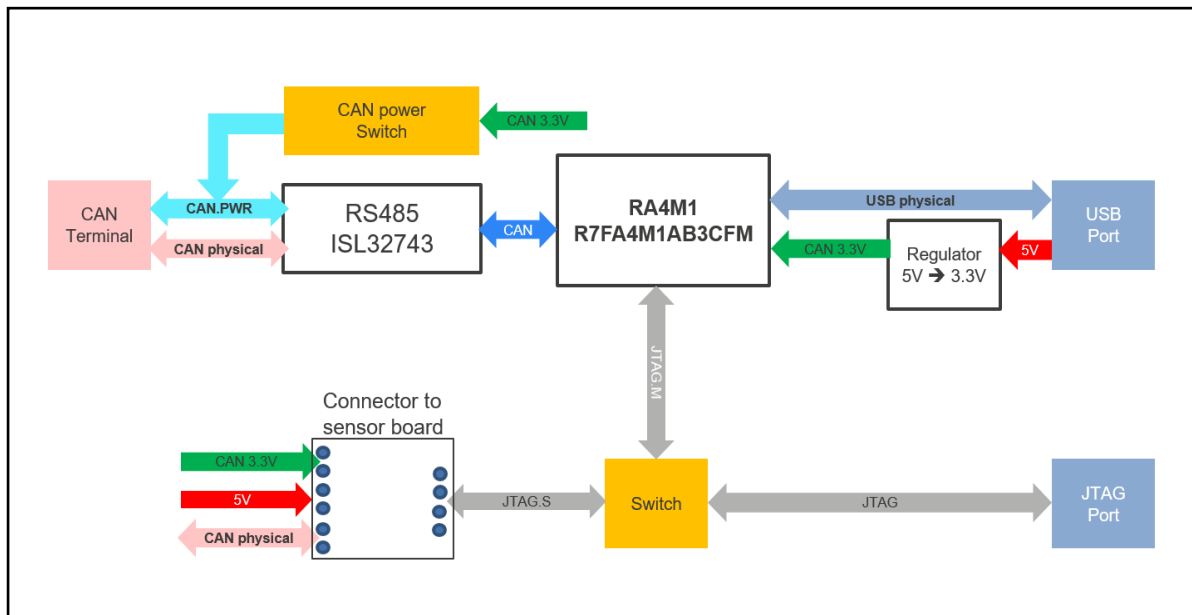 CAN power
Switch
CAN 3.3V
CAN
Terminal
CAN.PWR
CAN physical
RS485
ISL32743
CAN
RA4M1
R7FA4M1AB3CFM
USB physical
CAN 3.3V
Regulator
5V ➔ 3.3V
5V
USB
Port
JTAG.M
Connector to
sensor board
CAN 3.3V
5V
CAN physical
JTAG.S
Switch
JTAG
JTAG
Port